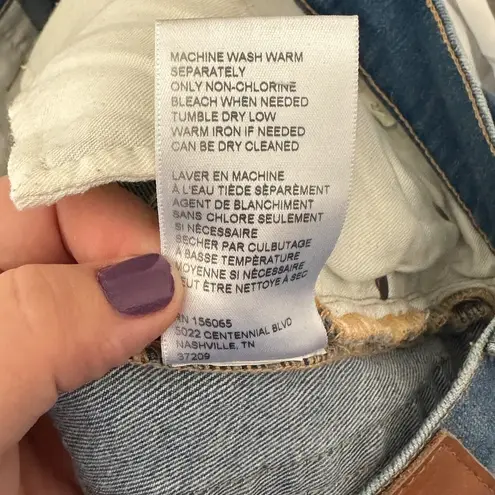 MACHINE WASH WARM
SEPARATELY
ONLY NON-CHLORINE
BLEACH WHEN NEEDED
TUMBLE DRY LOW
WARM IRON IF NEEDED
CAN BE DRY CLEANED
LAVER EN MACHINE
À L'EAU TIÈDE SÉPARÉMENT
AGENT DE BLANCHIMENT
SANS CHLORE SEULEMENT
SI NÉCESSAIRE
SÉCHER PAR CULBUTAGE
À BASSE TEMPÉRATURE
MOYENNE SI NÉCESSAIRE
PEUT ÊTRE NETTOYÉ À SEC
RN 156065
5022 CENTENNIAL BLVD
NASHVILLE, TN
37209